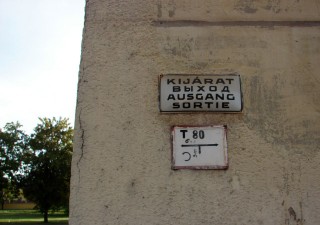 KIJÁRAT
ВЫХОД
AUSGANG
SORTIE
T 80